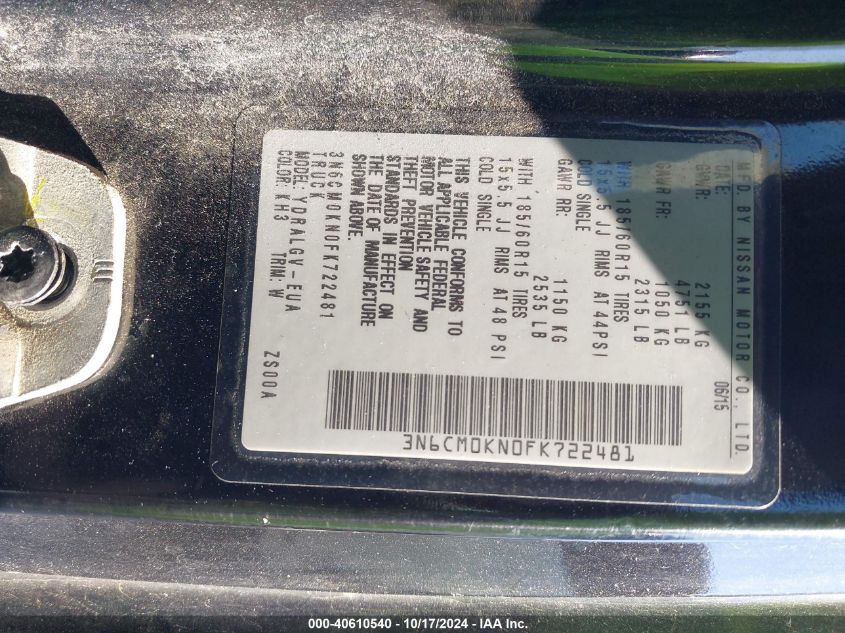 MFD. BY NISSAN MOTOR CO., LTD.
DATE: 06/15
GVWR: 2155 KG
4751 LB
GAWR FR: 1050 KG
2315 LB
WITH 185/60R15 TIRES
15X5.5 JJ RIMS AT 44PSI
COLD SINGLE
GAWR RR: 1150 KG
2535 LB
WITH 185/60R15 TIRES
15X5.5 JJ RIMS AT 48 PSI
COLD SINGLE
THIS VEHICLE CONFORMS TO
ALL APPLICABLE FEDERAL
MOTOR VEHICLE SAFETY AND
THEFT PREVENTION
STANDARDS IN EFFECT ON
THE DATE OF MANUFACTURE
SHOWN ABOVE.
3N6CM0KN0FK722481
TRUCK
MODEL: YDRALGV-EUA
COLOR: KH3 TRIM: W ZS00A
3N6CM0KN0FK722481
000-40610540 - 10/17/2024 - IAA Inc.